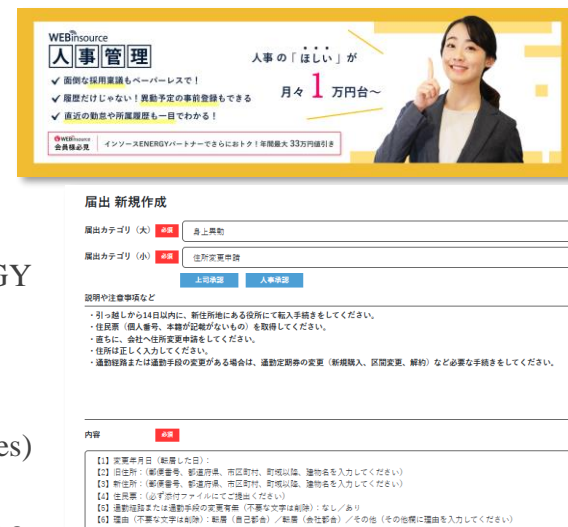 WEBinsource
人事管理
✓ 面倒な採用稟議もペーパーレスで！
✓ 履歴だけじゃない！異動予定の事前登録もできる
✓ 直近の勤怠や所属履歴も一目でわかる！
人事の「ほしい」が
月々 1 万円台～
WEBinsource
会員様必見 インソースENERGYパートナーでさらにおトク！年間最大33万円値引き
届出 新規作成
届出カテゴリ（大） 必須 身上異動
届出カテゴリ（小） 必須 住所変更申請
上司承認 人事承認
説明や注意事項など
・引っ越しから14日以内に、新住所地にある役所にて転入手続きをしてください。
・住民票（個人番号、本籍が記載がないもの）を取得してください。
・直ちに、会社へ住所変更申請をしてください。
・住所は正しく入力してください。
・通勤経路または通勤手段の変更がある場合は、通勤定期券の変更（新規購入、区間変更、解約）など必要な手続きをしてください。
GY
es)
内容 必須
【1】変更年月日（転居した日）：
【2】旧住所：（郵便番号、都道府県、市区町村、町域以降、建物名を入力してください）
【3】新住所：（郵便番号、都道府県、市区町村、町域以降、建物名を入力してください）
【4】住民票：（必ず添付ファイルにてご提出ください）
【5】通勤経路または通勤手段の変更有無（不要な文字は削除）：なし／あり
【6】理由（不要な文字は削除）：転居（自己都合）／転居（会社都合）／その他（その他欄に理由を入力してください）